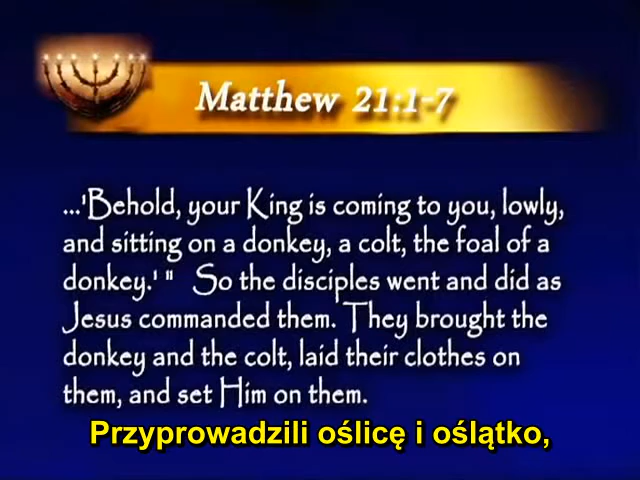 Matthew 21:1-7
...'Behold, your King is coming to you, lowly,
and sitting on a donkey, a colt, the foal of a
donkey.' " So the disciples went and did as
Jesus commanded them. They brought the
donkey and the colt, laid their clothes on
them, and set Him on them.
Przyprowadzili oślicę i oślątko,